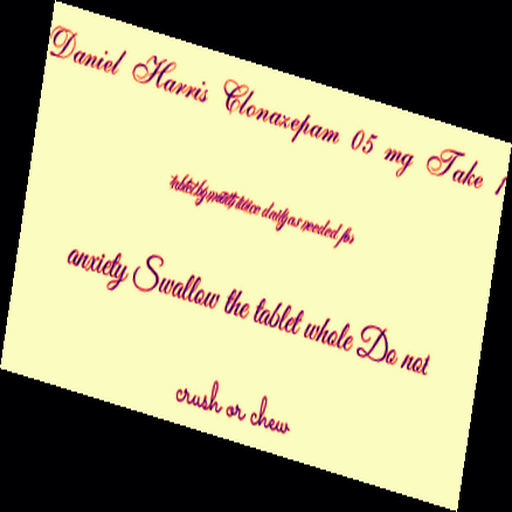 Daniel Harris Clonazepam 05 mg Take 1
tablet by mouth twice daily as needed for
anxiety Swallow the tablet whole Do not
crush or chew